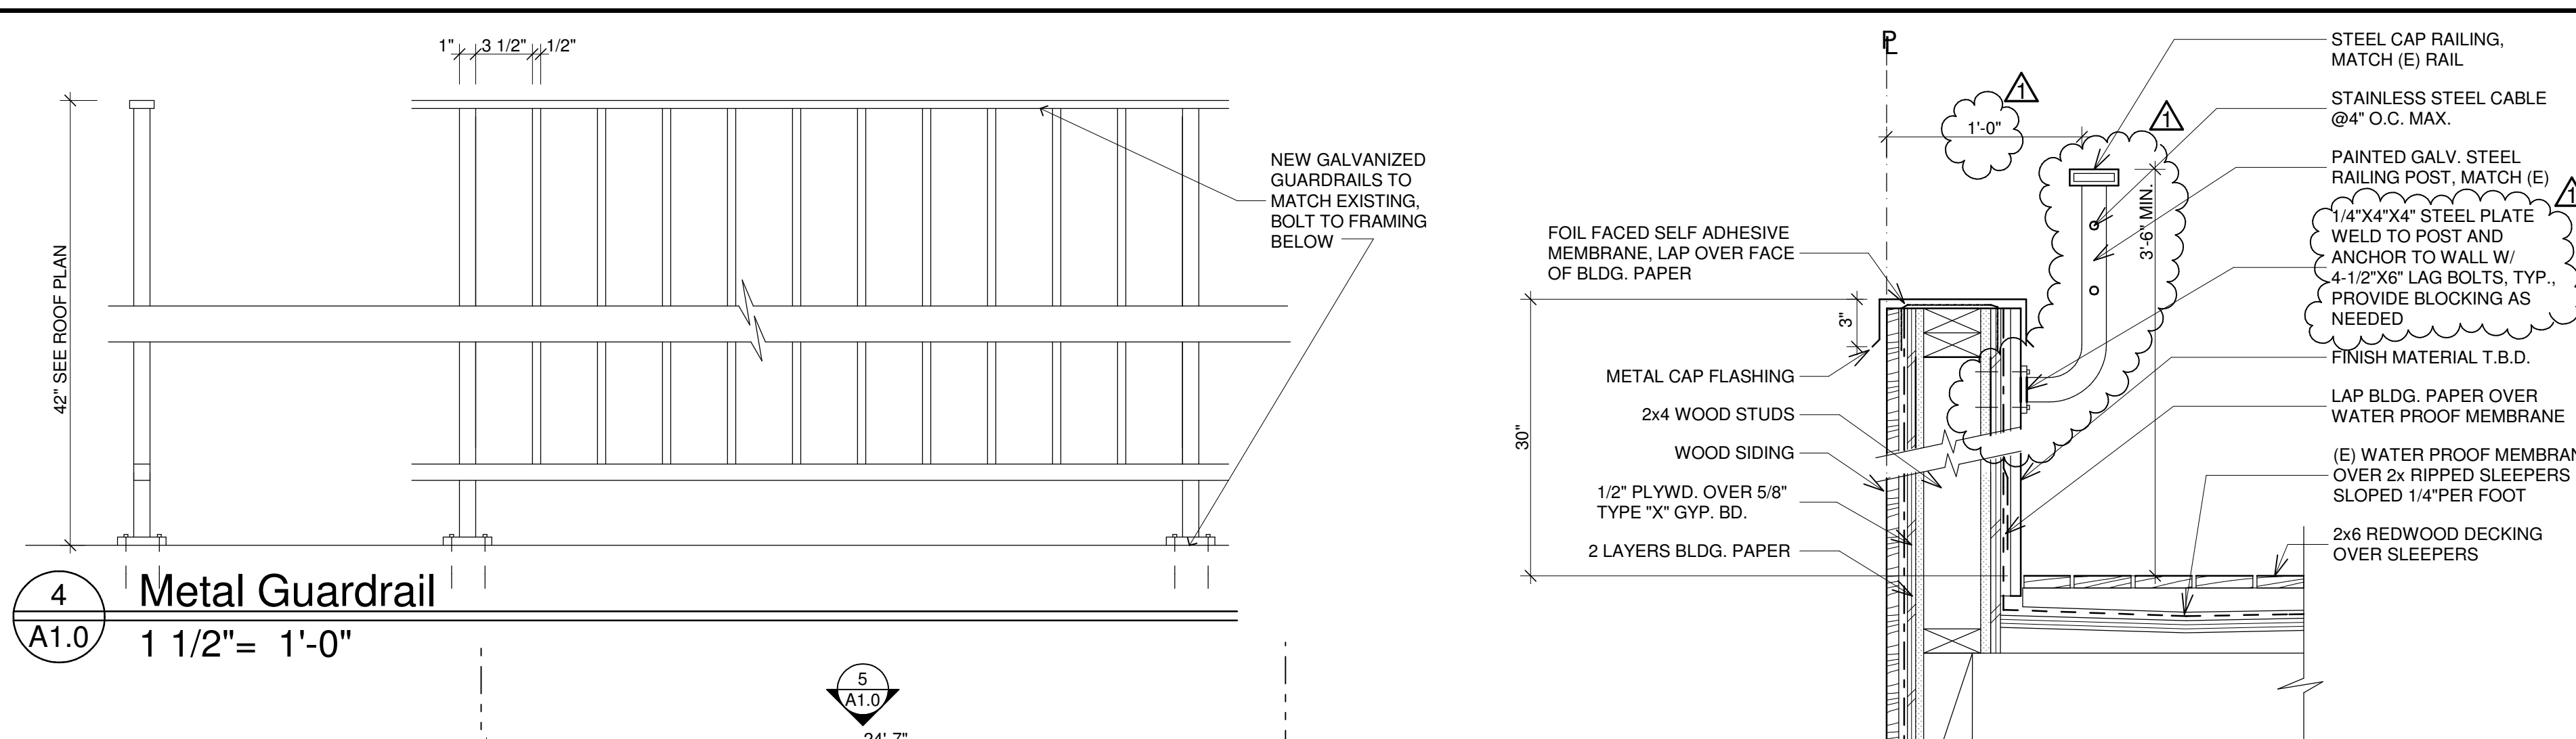 1" 3 1/2" 1/2"
42" SEE ROOF PLAN
NEW GALVANIZED
GUARDRAILS TO
MATCH EXISTING,
BOLT TO FRAMING
BELOW
4
A1.0
Metal Guardrail
1 1/2"= 1'-0"
5
A1.0
24'-7"
PL
1'-0"
1
1
3'-6" MIN.
FOIL FACED SELF ADHESIVE
MEMBRANE, LAP OVER FACE
OF BLDG. PAPER
3"
30"
METAL CAP FLASHING
2x4 WOOD STUDS
WOOD SIDING
1/2" PLYWD. OVER 5/8"
TYPE "X" GYP. BD.
2 LAYERS BLDG. PAPER
STEEL CAP RAILING,
MATCH (E) RAIL
STAINLESS STEEL CABLE
@4" O.C. MAX.
PAINTED GALV. STEEL
RAILING POST, MATCH (E)
1
1/4"X4"X4" STEEL PLATE
WELD TO POST AND
ANCHOR TO WALL W/
4-1/2"X6" LAG BOLTS, TYP.,
PROVIDE BLOCKING AS
NEEDED
FINISH MATERIAL T.B.D.
LAP BLDG. PAPER OVER
WATER PROOF MEMBRANE
(E) WATER PROOF MEMBRAN
OVER 2x RIPPED SLEEPERS
SLOPED 1/4"PER FOOT
2x6 REDWOOD DECKING
OVER SLEEPERS